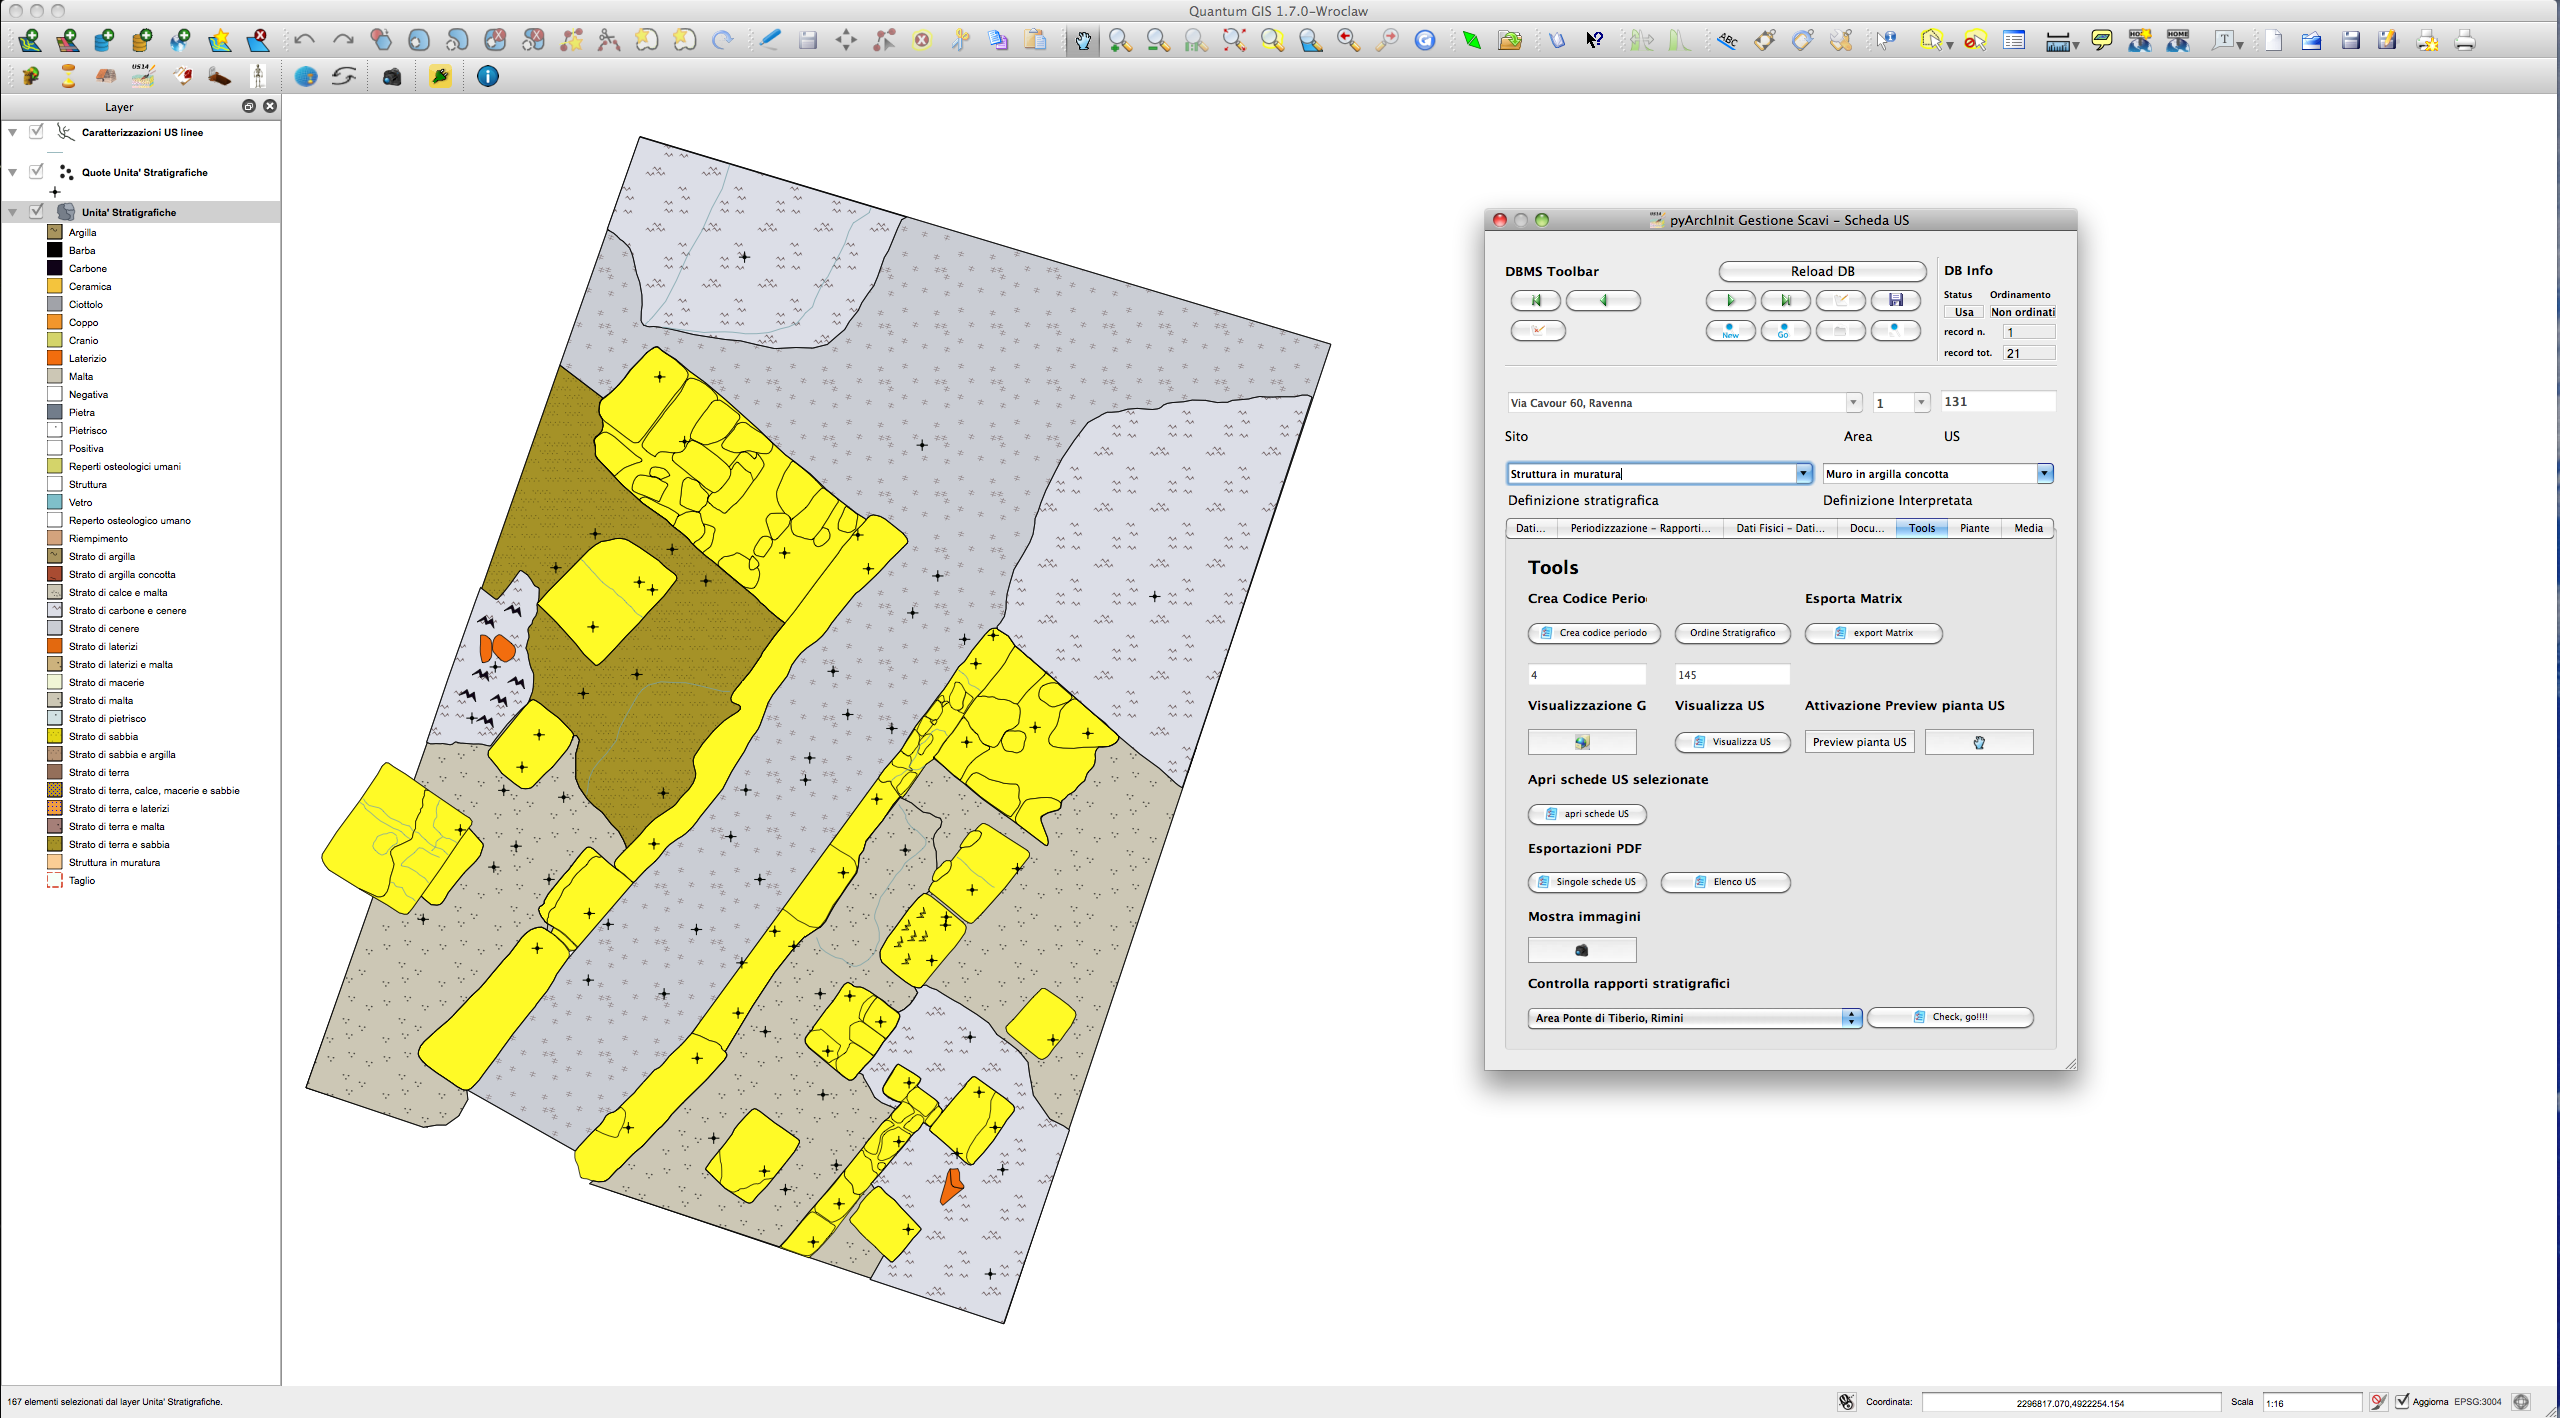 Quantum GIS 1.7.0-Wroclaw
Layer
Caratterizzazioni US linee
Quote Unita' Stratigrafiche
Unita' Stratigrafiche
Argilla
Barba
Carbone
Ceramica
Ciottolo
Coppo
Cranio
Laterizio
Malta
Negativa
Pietra
Pietrisco
Positiva
Reperti osteologici umani
Struttura
Vetro
Reperto osteologico umano
Riempimento
Strato di argilla
Strato di argilla concotta
Strato di calce e malta
Strato di carbone e cenere
Strato di cenere
Strato di laterizi
Strato di laterizi e malta
Strato di macerie
Strato di malta
Strato di pietrisco
Strato di sabbia
Strato di sabbia e argilla
Strato di terra
Strato di terra, calce, macerie e sabbie
Strato di terra e laterizi
Strato di terra e malta
Strato di terra e sabbia
Struttura in muratura
Taglio
pyArchInit Gestione Scavi - Scheda US
DBMS Toolbar
Reload DB
DB Info
Status Ordinamento
Usa Non ordinati
New Go
record n. 1
record tot. 21
Via Cavour 60, Ravenna 1 131
Sito Area US
Struttura in muratura Muro in argilla concotta
Definizione stratigrafica Definizione Interpretata
Dati... Periodizzazione - Rapporti... Dati Fisici - Dati... Docu... Tools Piante Media
Tools
Crea Codice Perio Esporta Matrix
Crea codice periodo Ordine Stratigrafico export Matrix
4 145
Visualizzazione G Visualizza US Attivazione Preview pianta US
Visualizza US Preview pianta US
Apri schede US selezionate
apri schede US
Esportazioni PDF
Singole schede US Elenco US
Mostra immagini
Controlla rapporti stratigrafici
Area Ponte di Tiberio, Rimini Check, go!!!!
167 elementi selezionati dal layer Unita' Stratigrafiche.
Coordinata: 2296817.070,4922254.154 Scala 1:16 Aggiorna EPSG:3004